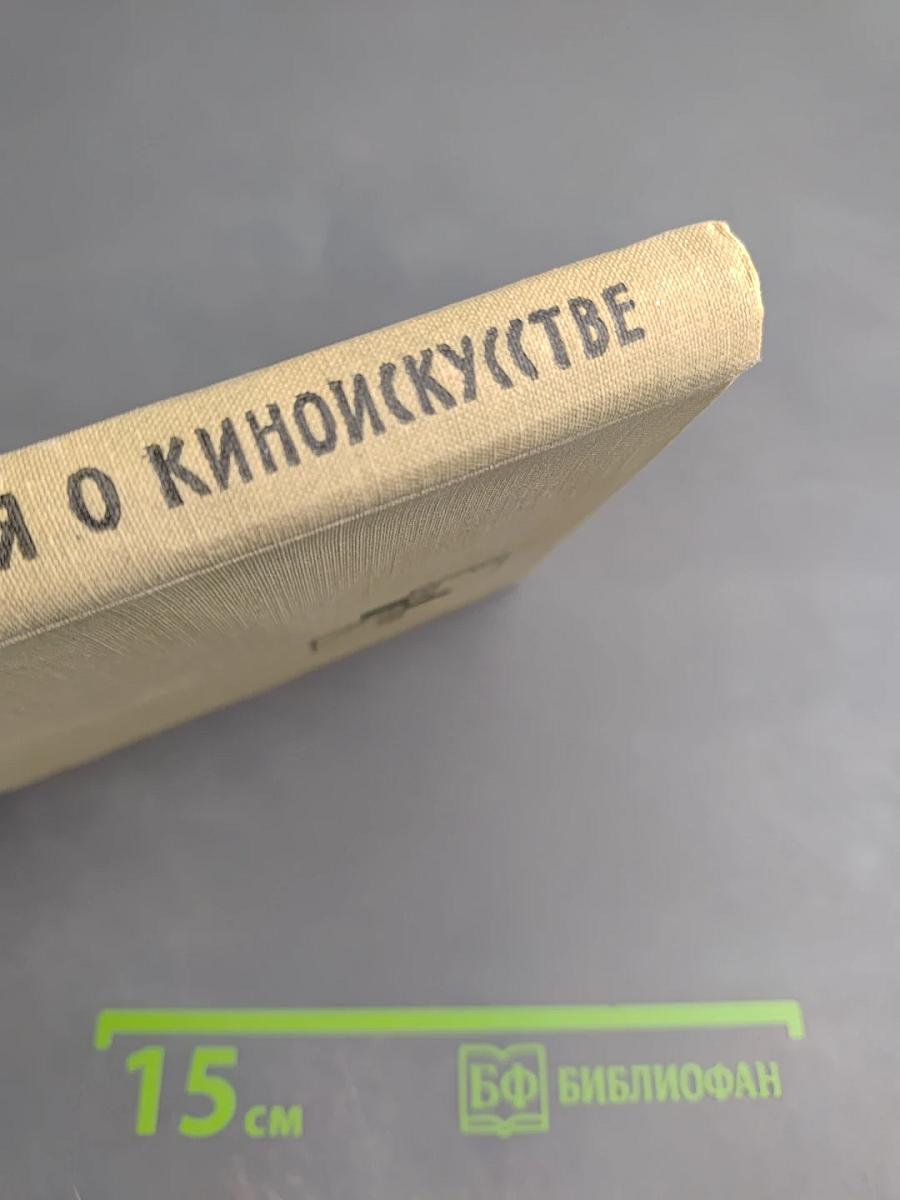 Я О КИНОИСКУССТВЕ
15 см
БФ БИБЛИОФАН